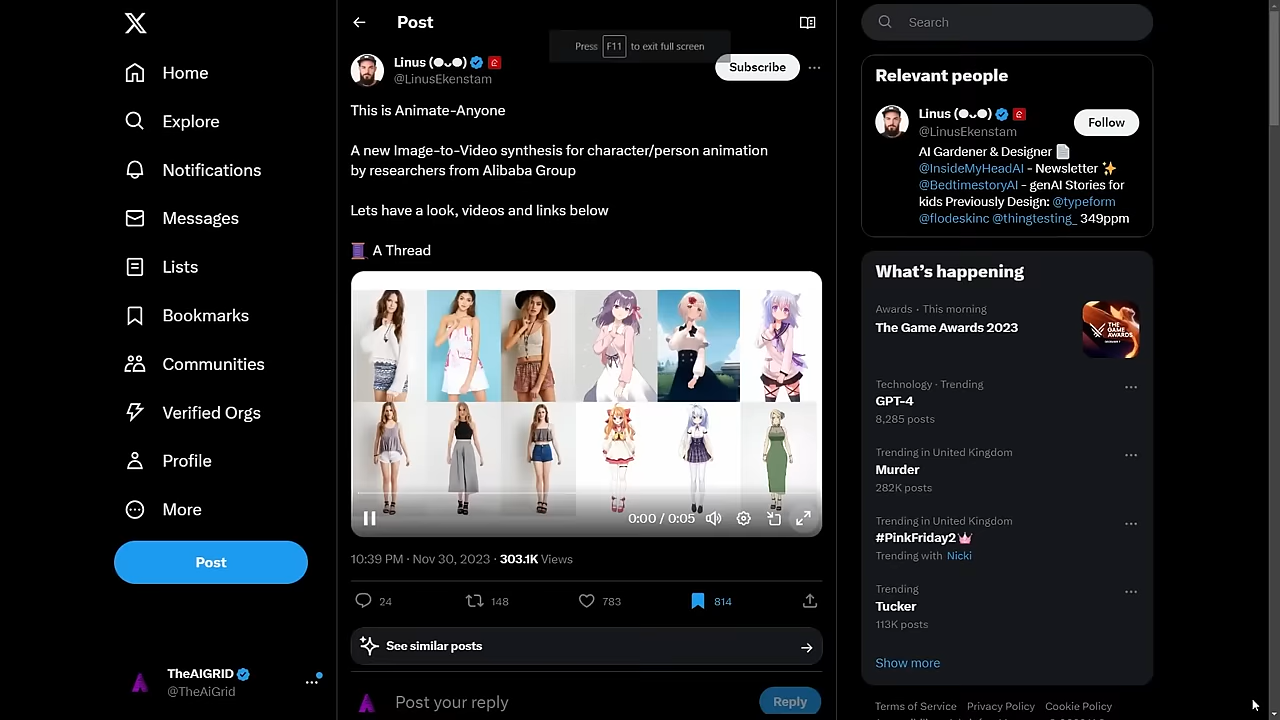 Home
Explore
Notifications
Messages
Lists
Bookmarks
Communities
Verified Orgs
Profile
More
Post
TheAIGRID
@TheAiGrid
Post
Press F11 to exit full screen
Linus (●ᴗ●)
@LinusEkenstam
Subscribe
This is Animate-Anyone
A new Image-to-Video synthesis for character/person animation
by researchers from Alibaba Group
Lets have a look, videos and links below
🧵 A Thread
0:00 / 0:05
10:39 PM · Nov 30, 2023 · 303.1K Views
24 148 783 814
See similar posts
Post your reply
Reply
Search
Relevant people
Linus (●ᴗ●)
@LinusEkenstam
Follow
AI Gardener & Designer 📄
@InsideMyHeadAI - Newsletter ✨
@BedtimestoryAI - genAI Stories for
kids Previously Design: @typeform
@flodeskinc @thingtesting_ 349ppm
What's happening
Awards · This morning
The Game Awards 2023
THE GAME AWARDS
Technology · Trending
GPT-4
8,285 posts
Trending in United Kingdom
Murder
282K posts
Trending in United Kingdom
#PinkFriday2
Trending with Nicki
Trending
Tucker
113K posts
Show more
Terms of Service Privacy Policy Cookie Policy